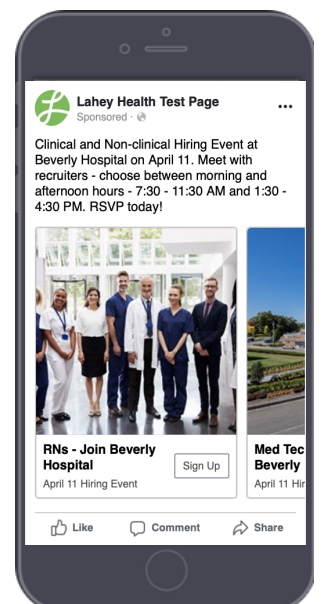 Lahey Health Test Page
Sponsored ·
Clinical and Non-clinical Hiring Event at
Beverly Hospital on April 11. Meet with
recruiters - choose between morning and
afternoon hours - 7:30 - 11:30 AM and 1:30 -
4:30 PM. RSVP today!
RNs - Join Beverly
Hospital
April 11 Hiring Event
Sign Up
Med Tec
Beverly
April 11 Hir
Like
Comment
Share